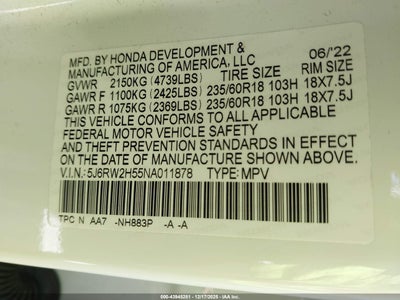 MFD. BY HONDA DEVELOPMENT &
MANUFACTURING OF AMERICA, LLC 06/22
GVWR 2150KG (4739LBS) TIRE SIZE RIM SIZE
GAWR F 1100KG (2425LBS) 235/60R18 103H 18X7.5J
GAWR R 1075KG (2369LBS) 235/60R18 103H 18X7.5J
THIS VEHICLE CONFORMS TO ALL APPLICABLE
FEDERAL MOTOR VEHICLE SAFETY
AND THEFT PREVENTION STANDARDS IN EFFECT
ON THE DATE OF MANUFACTURE SHOWN ABOVE.
V.I.N.: 5J6RW2H55NA011878 TYPE: MPV
TPC N AA7 -NH883P -A -A
500-43945251 - (12/17/2025 - IAA INC.)